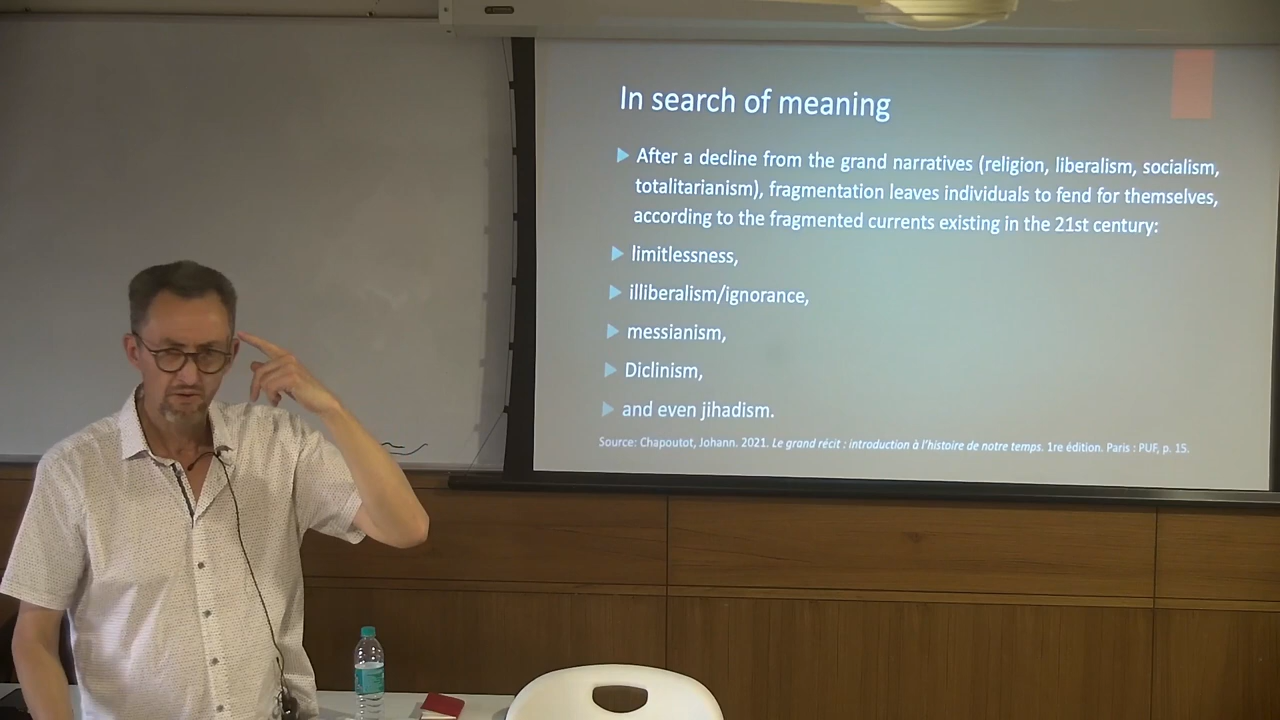 In search of meaning
After a decline from the grand narratives (religion, liberalism, socialism,
totalitarianism), fragmentation leaves individuals to fend for themselves,
according to the fragmented currents existing in the 21st century:
limitlessness,
illiberalism/ignorance,
messianism,
Diclinism,
and even jihadism.
Source: Chapoutot, Johann. 2021. Le grand récit : introduction à l'histoire de notre temps. 1re édition. Paris : PUF, p. 15.